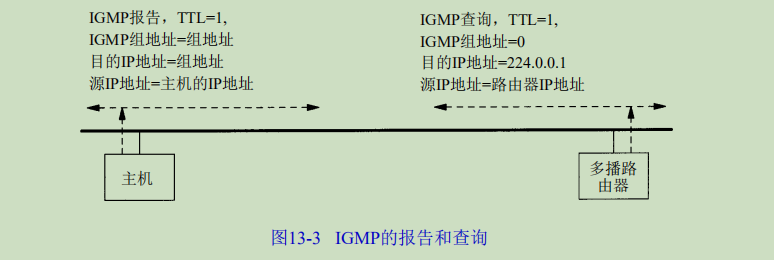 IGMP报告，TTL=1,
IGMP组地址=组地址
目的IP地址=组地址
源IP地址=主机的IP地址
IGMP查询，TTL=1,
IGMP组地址=0
目的IP地址=224.0.0.1
源IP地址=路由器IP地址
主机
多播路
由器
图13-3 IGMP的报告和查询